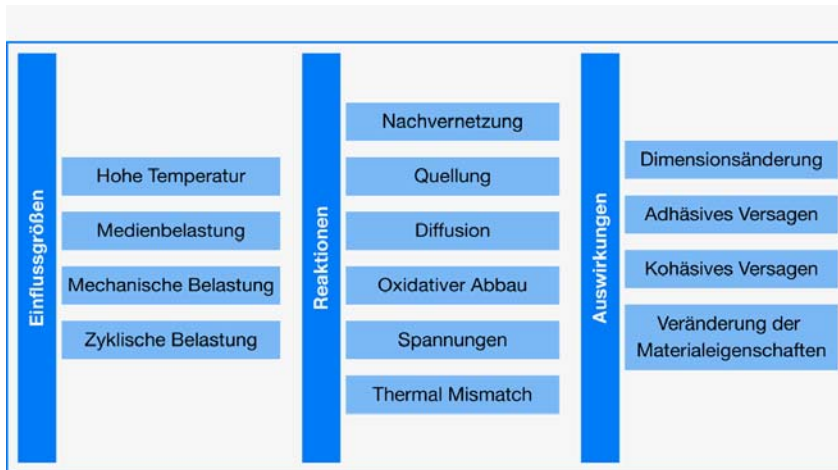 Einflussgrößen
Hohe Temperatur
Medienbelastung
Mechanische Belastung
Zyklische Belastung
Reaktionen
Nachvernetzung
Quellung
Diffusion
Oxidativer Abbau
Spannungen
Thermal Mismatch
Auswirkungen
Dimensionsänderung
Adhäsives Versagen
Kohäsives Versagen
Veränderung der
Materialeigenschaften